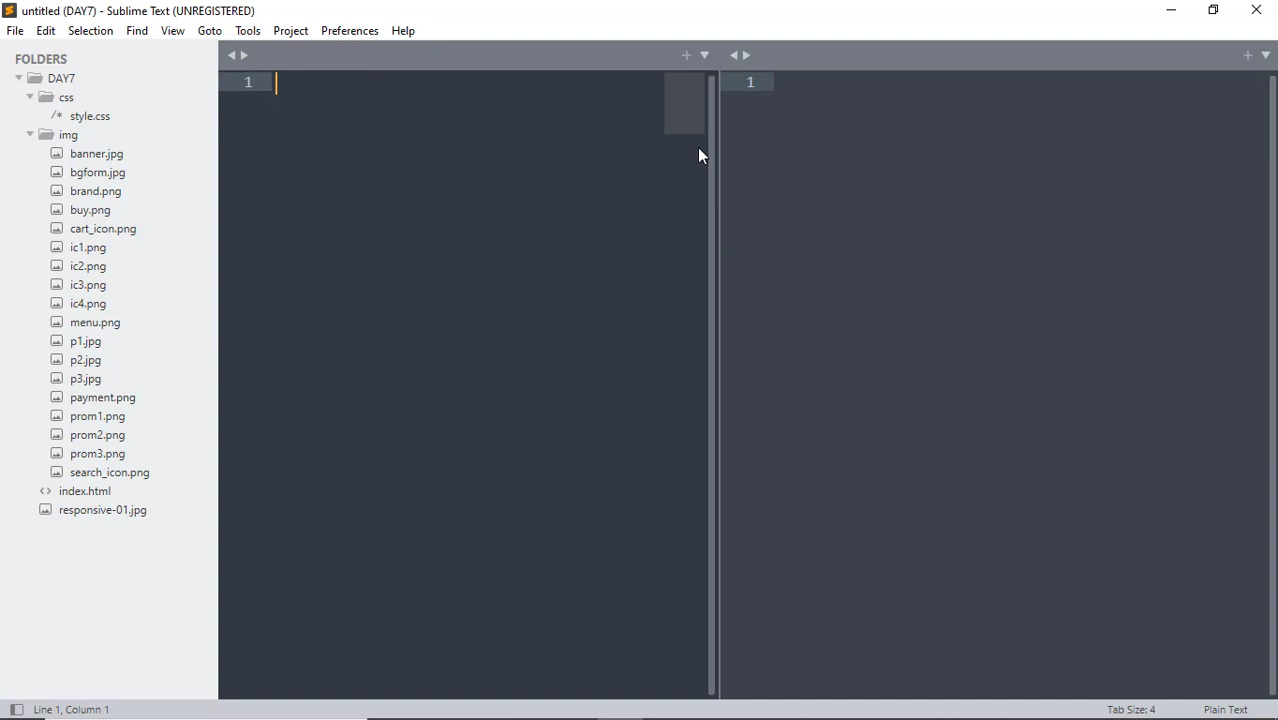 untitled (DAY7) - Sublime Text (UNREGISTERED)
File Edit Selection Find View Goto Tools Project Preferences Help
FOLDERS
DAY7
css
/* style.css
img
banner.jpg
bgform.jpg
brand.png
buy.png
cart_icon.png
ic1.png
ic2.png
ic3.png
ic4.png
menu.png
p1.jpg
p2.jpg
p3.jpg
payment.png
prom1.png
prom2.png
prom3.png
search_icon.png
<> index.html
responsive-01.jpg
1
1
Line 1, Column 1 Tab Size: 4 Plain Text